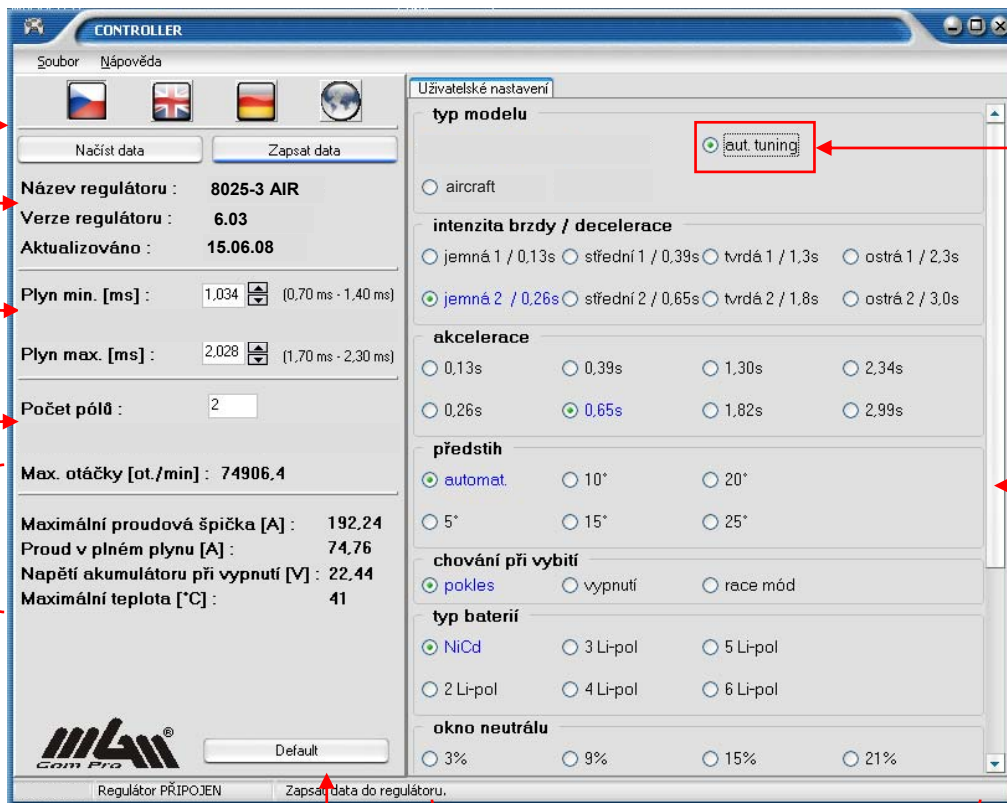 CONTROLLER
Soubor Nápověda
Načíst data Zapsat data
Název regulátoru : 8025-3 AIR
Verze regulátoru : 6.03
Aktualizováno : 15.06.08
Plyn min. [ms] : 1,034 (0,70 ms - 1,40 ms)
Plyn max. [ms] : 2,028 (1,70 ms - 2,30 ms)
Počet pólů : 2
Max. otáčky [ot./min] : 74906,4
Maximální proudová špička [A] : 192,24
Proud v plném plynu [A] : 74,76
Napětí akumulátoru při vypnutí [V] : 22,44
Maximální teplota [°C] : 41
mgm ®
Com Pro
Default
Uživatelské nastavení
typ modelu
aut. tuning
aircraft
intenzita brzdy / decelerace
jemná 1 / 0,13s střední 1 / 0,39s tvrdá 1 / 1,3s ostrá 1 / 2,3s
jemná 2 / 0,26s střední 2 / 0,65s tvrdá 2 / 1,8s ostrá 2 / 3,0s
akcelerace
0,13s 0,39s 1,30s 2,34s
0,26s 0,65s 1,82s 2,99s
předstih
automat. 10° 20°
5° 15° 25°
chování při vybití
pokles vypnutí race mód
typ baterií
NiCd 3 Li-pol 5 Li-pol
2 Li-pol 4 Li-pol 6 Li-pol
okno neutrálu
3% 9% 15% 21%
Regulátor PŘIPOJEN Zapsat data do regulátoru.